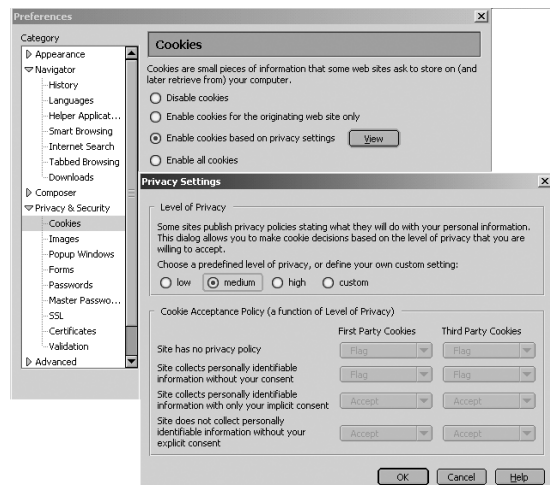 Preferences
Category
Appearance
Navigator
History
Languages
Helper Applicat...
Smart Browsing
Internet Search
Tabbed Browsing
Downloads
Composer
Privacy & Security
Cookies
Images
Popup Windows
Forms
Passwords
Master Passwo...
SSL
Certificates
Validation
Advanced
Cookies
Cookies are small pieces of information that some web sites ask to store on (and
later retrieve from) your computer.
Disable cookies
Enable cookies for the originating web site only
Enable cookies based on privacy settings View
Enable all cookies
Privacy Settings
Level of Privacy
Some sites publish privacy policies stating what they will do with your personal information.
This dialog allows you to make cookie decisions based on the level of privacy that you are
willing to accept.
Choose a predefined level of privacy, or define your own custom setting:
low medium high custom
Cookie Acceptance Policy (a function of Level of Privacy)
First Party Cookies Third Party Cookies
Site has no privacy policy Flag Flag
Site collects personally identifiable
information without your consent Flag Flag
Site collects personally identifiable
information with only your implicit consent Accept Accept
Site does not collect personally
identifiable information without your
explicit consent Accept Accept
OK Cancel Help